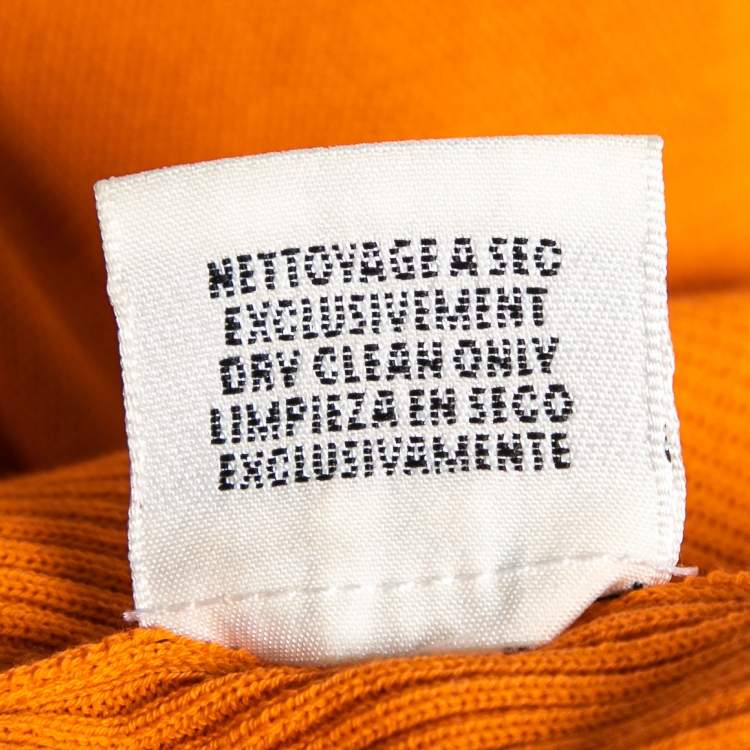 NETTOYAGE A SEC
EXCLUSIVEMENT
DRY CLEAN ONLY
LIMPIEZA EN SECO
EXCLUSIVAMENTE